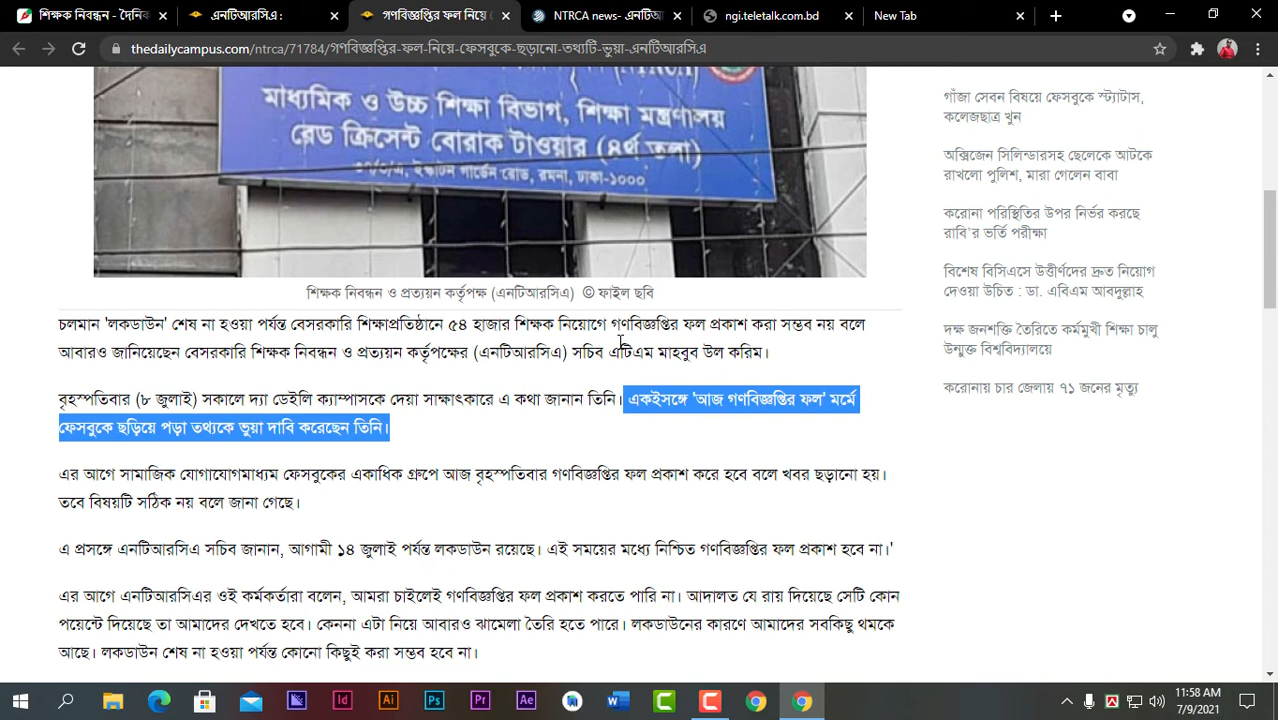 শিক্ষক নিবন্ধন - দৈনিক
এনটিআরসিএ :
গণবিজ্ঞপ্তির ফল নিয়ে ফে
NTRCA news- এনটিআ
ngi.teletalk.com.bd
New Tab
thedailycampus.com/ntrca/71784/গণবিজ্ঞপ্তির-ফল-নিয়ে-ফেসবুকে-ছড়ানো-তথ্যটি-ভুয়া-এনটিআরসিএ
(NTRCA)
মাধ্যমিক ও উচ্চ শিক্ষা বিভাগ, শিক্ষা মন্ত্রণালয়
রেড ক্রিসেন্ট বোরাক টাওয়ার (৪র্থ তলা)
ইস্কাটন গার্ডেন রোড, রমনা, ঢাকা-১০০০
শিক্ষক নিবন্ধন ও প্রত্যয়ন কর্তৃপক্ষ (এনটিআরসিএ) © ফাইল ছবি
চলমান 'লকডাউন' শেষ না হওয়া পর্যন্ত বেসরকারি শিক্ষাপ্রতিষ্ঠানে ৫৪ হাজার শিক্ষক নিয়োগে গণবিজ্ঞপ্তির ফল প্রকাশ করা সম্ভব নয় বলে
আবারও জানিয়েছেন বেসরকারি শিক্ষক নিবন্ধন ও প্রত্যয়ন কর্তৃপক্ষের (এনটিআরসিএ) সচিব এটিএম মাহবুব উল করিম।
বৃহস্পতিবার (৮ জুলাই) সকালে দ্যা ডেইলি ক্যাম্পাসকে দেয়া সাক্ষাৎকারে এ কথা জানান তিনি। একইসঙ্গে 'আজ গণবিজ্ঞপ্তির ফল' মর্মে
ফেসবুকে ছড়িয়ে পড়া তথ্যকে ভুয়া দাবি করেছেন তিনি।
এর আগে সামাজিক যোগাযোগমাধ্যম ফেসবুকের একাধিক গ্রুপে আজ বৃহস্পতিবার গণবিজ্ঞপ্তির ফল প্রকাশ করে হবে বলে খবর ছড়ানো হয়।
তবে বিষয়টি সঠিক নয় বলে জানা গেছে।
এ প্রসঙ্গে এনটিআরসিএ সচিব জানান, আগামী ১৪ জুলাই পর্যন্ত লকডাউন রয়েছে। এই সময়ের মধ্যে নিশ্চিত গণবিজ্ঞপ্তির ফল প্রকাশ হবে না।'
এর আগে এনটিআরসিএর ওই কর্মকর্তারা বলেন, আমরা চাইলেই গণবিজ্ঞপ্তির ফল প্রকাশ করতে পারি না। আদালত যে রায় দিয়েছে সেটি কোন
পয়েন্টে দিয়েছে তা আমাদের দেখতে হবে। কেননা এটা নিয়ে আবারও ঝামেলা তৈরি হতে পারে। লকডাউনের কারণে আমাদের সবকিছু থমকে
আছে। লকডাউন শেষ না হওয়া পর্যন্ত কোনো কিছুই করা সম্ভব হবে না।
গাঁজা সেবন বিষয়ে ফেসবুকে স্ট্যাটাস,
কলেজছাত্র খুন
অক্সিজেন সিলিন্ডারসহ ছেলেকে আটকে
রাখলো পুলিশ, মারা গেলেন বাবা
করোনা পরিস্থিতির উপর নির্ভর করছে
রাবি'র ভর্তি পরীক্ষা
বিশেষ বিসিএসে উত্তীর্ণদের দ্রুত নিয়োগ
দেওয়া উচিত : ডা. এবিএম আবদুল্লাহ
দক্ষ জনশক্তি তৈরিতে কর্মমুখী শিক্ষা চালু
উন্মুক্ত বিশ্ববিদ্যালয়ে
করোনায় চার জেলায় ৭১ জনের মৃত্যু
11:58 AM
7/9/2021